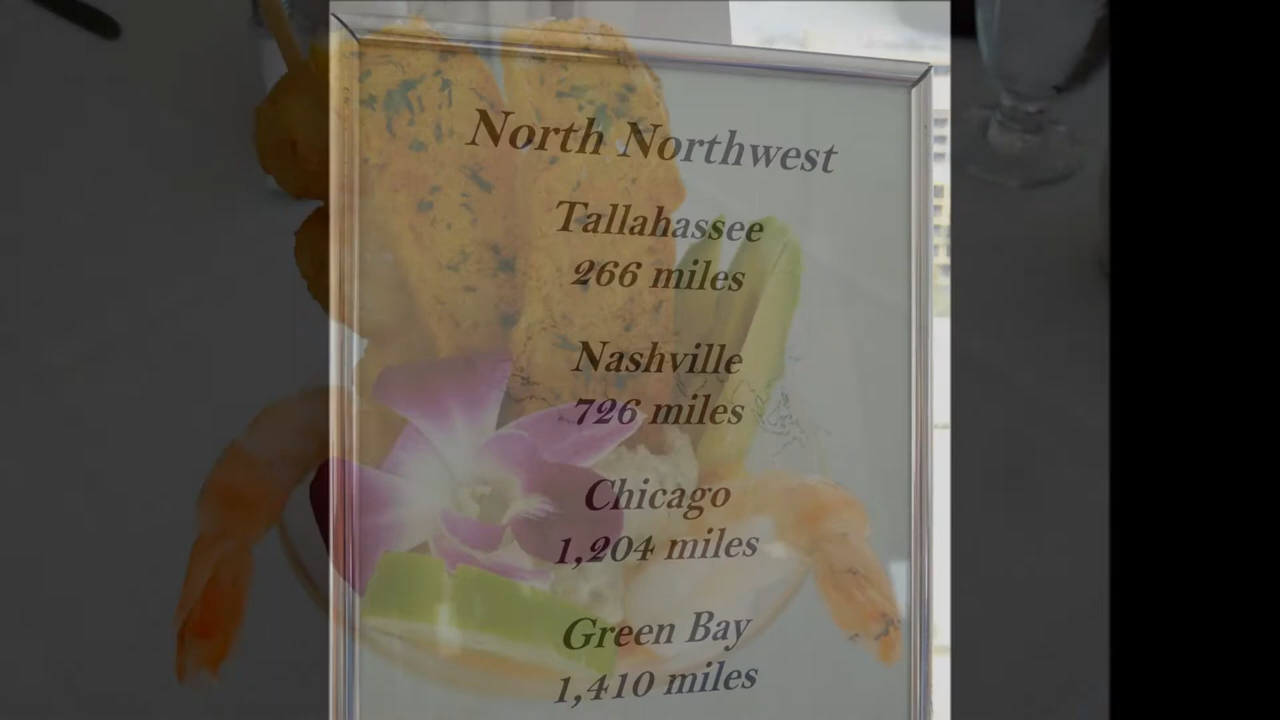 North Northwest
Tallahassee
266 miles
Nashville
726 miles
Chicago
1,204 miles
Green Bay
1,410 miles